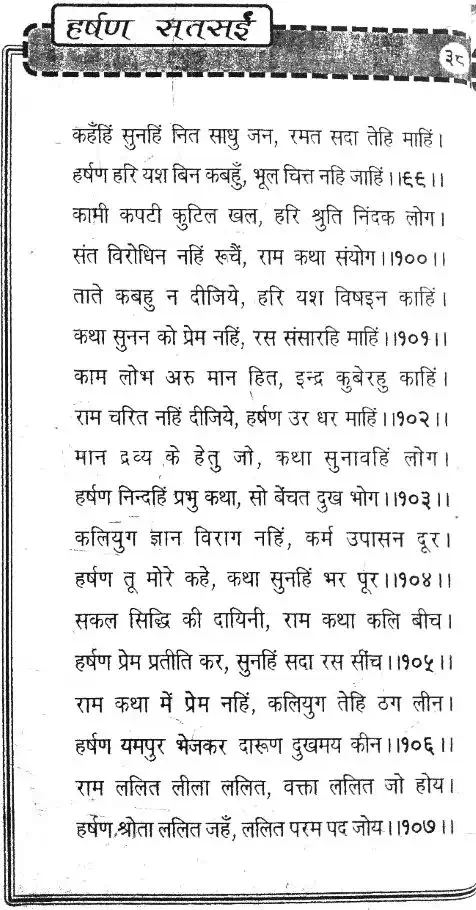 हर्षण सतसई
३८
कहँहिं सुनहिं नित साधु जन, रमत सदा तेहि माहिं।
हर्षण हरि यश बिन कबहुँ, भूल चित्त नहि जाहिं।।९९।।
कामी कपटी कुटिल खल, हरि श्रुति निंदक लोग।
संत विरोधिन नहिं रूचैं, राम कथा संयोग।।१००।।
ताते कबहु न दीजिये, हरि यश विषइन काहिं।
कथा सुनन को प्रेम नहिं, रस संसारहि माहिं।।१०१।।
काम लोभ अरु मान हित, इन्द्र कुबेरहु काहिं।
राम चरित नहिं दीजिये, हर्षण उर धर माहिं।।१०२।।
मान द्रव्य के हेतु जो, कथा सुनावहिं लोग।
हर्षण निन्दहिं प्रभु कथा, सो बेंचत दुख भोग।।१०३।।
कलियुग ज्ञान विराग नहिं, कर्म उपासन दूर।
हर्षण तू मोरे कहे, कथा सुनहिं भर पूर।।१०४।।
सकल सिद्धि की दायिनी, राम कथा कलि बीच।
हर्षण प्रेम प्रतीति कर, सुनहिं सदा रस सींच।।१०५।।
राम कथा में प्रेम नहिं, कलियुग तेहि ठग लीन।
हर्षण यमपुर भेजकर दारूण दुखमय कीन।।१०६।।
राम ललित लीला ललित, वक्ता ललित जो होय।
हर्षण श्रोता ललित जहँ, ललित परम पद जोय।।१०७।।